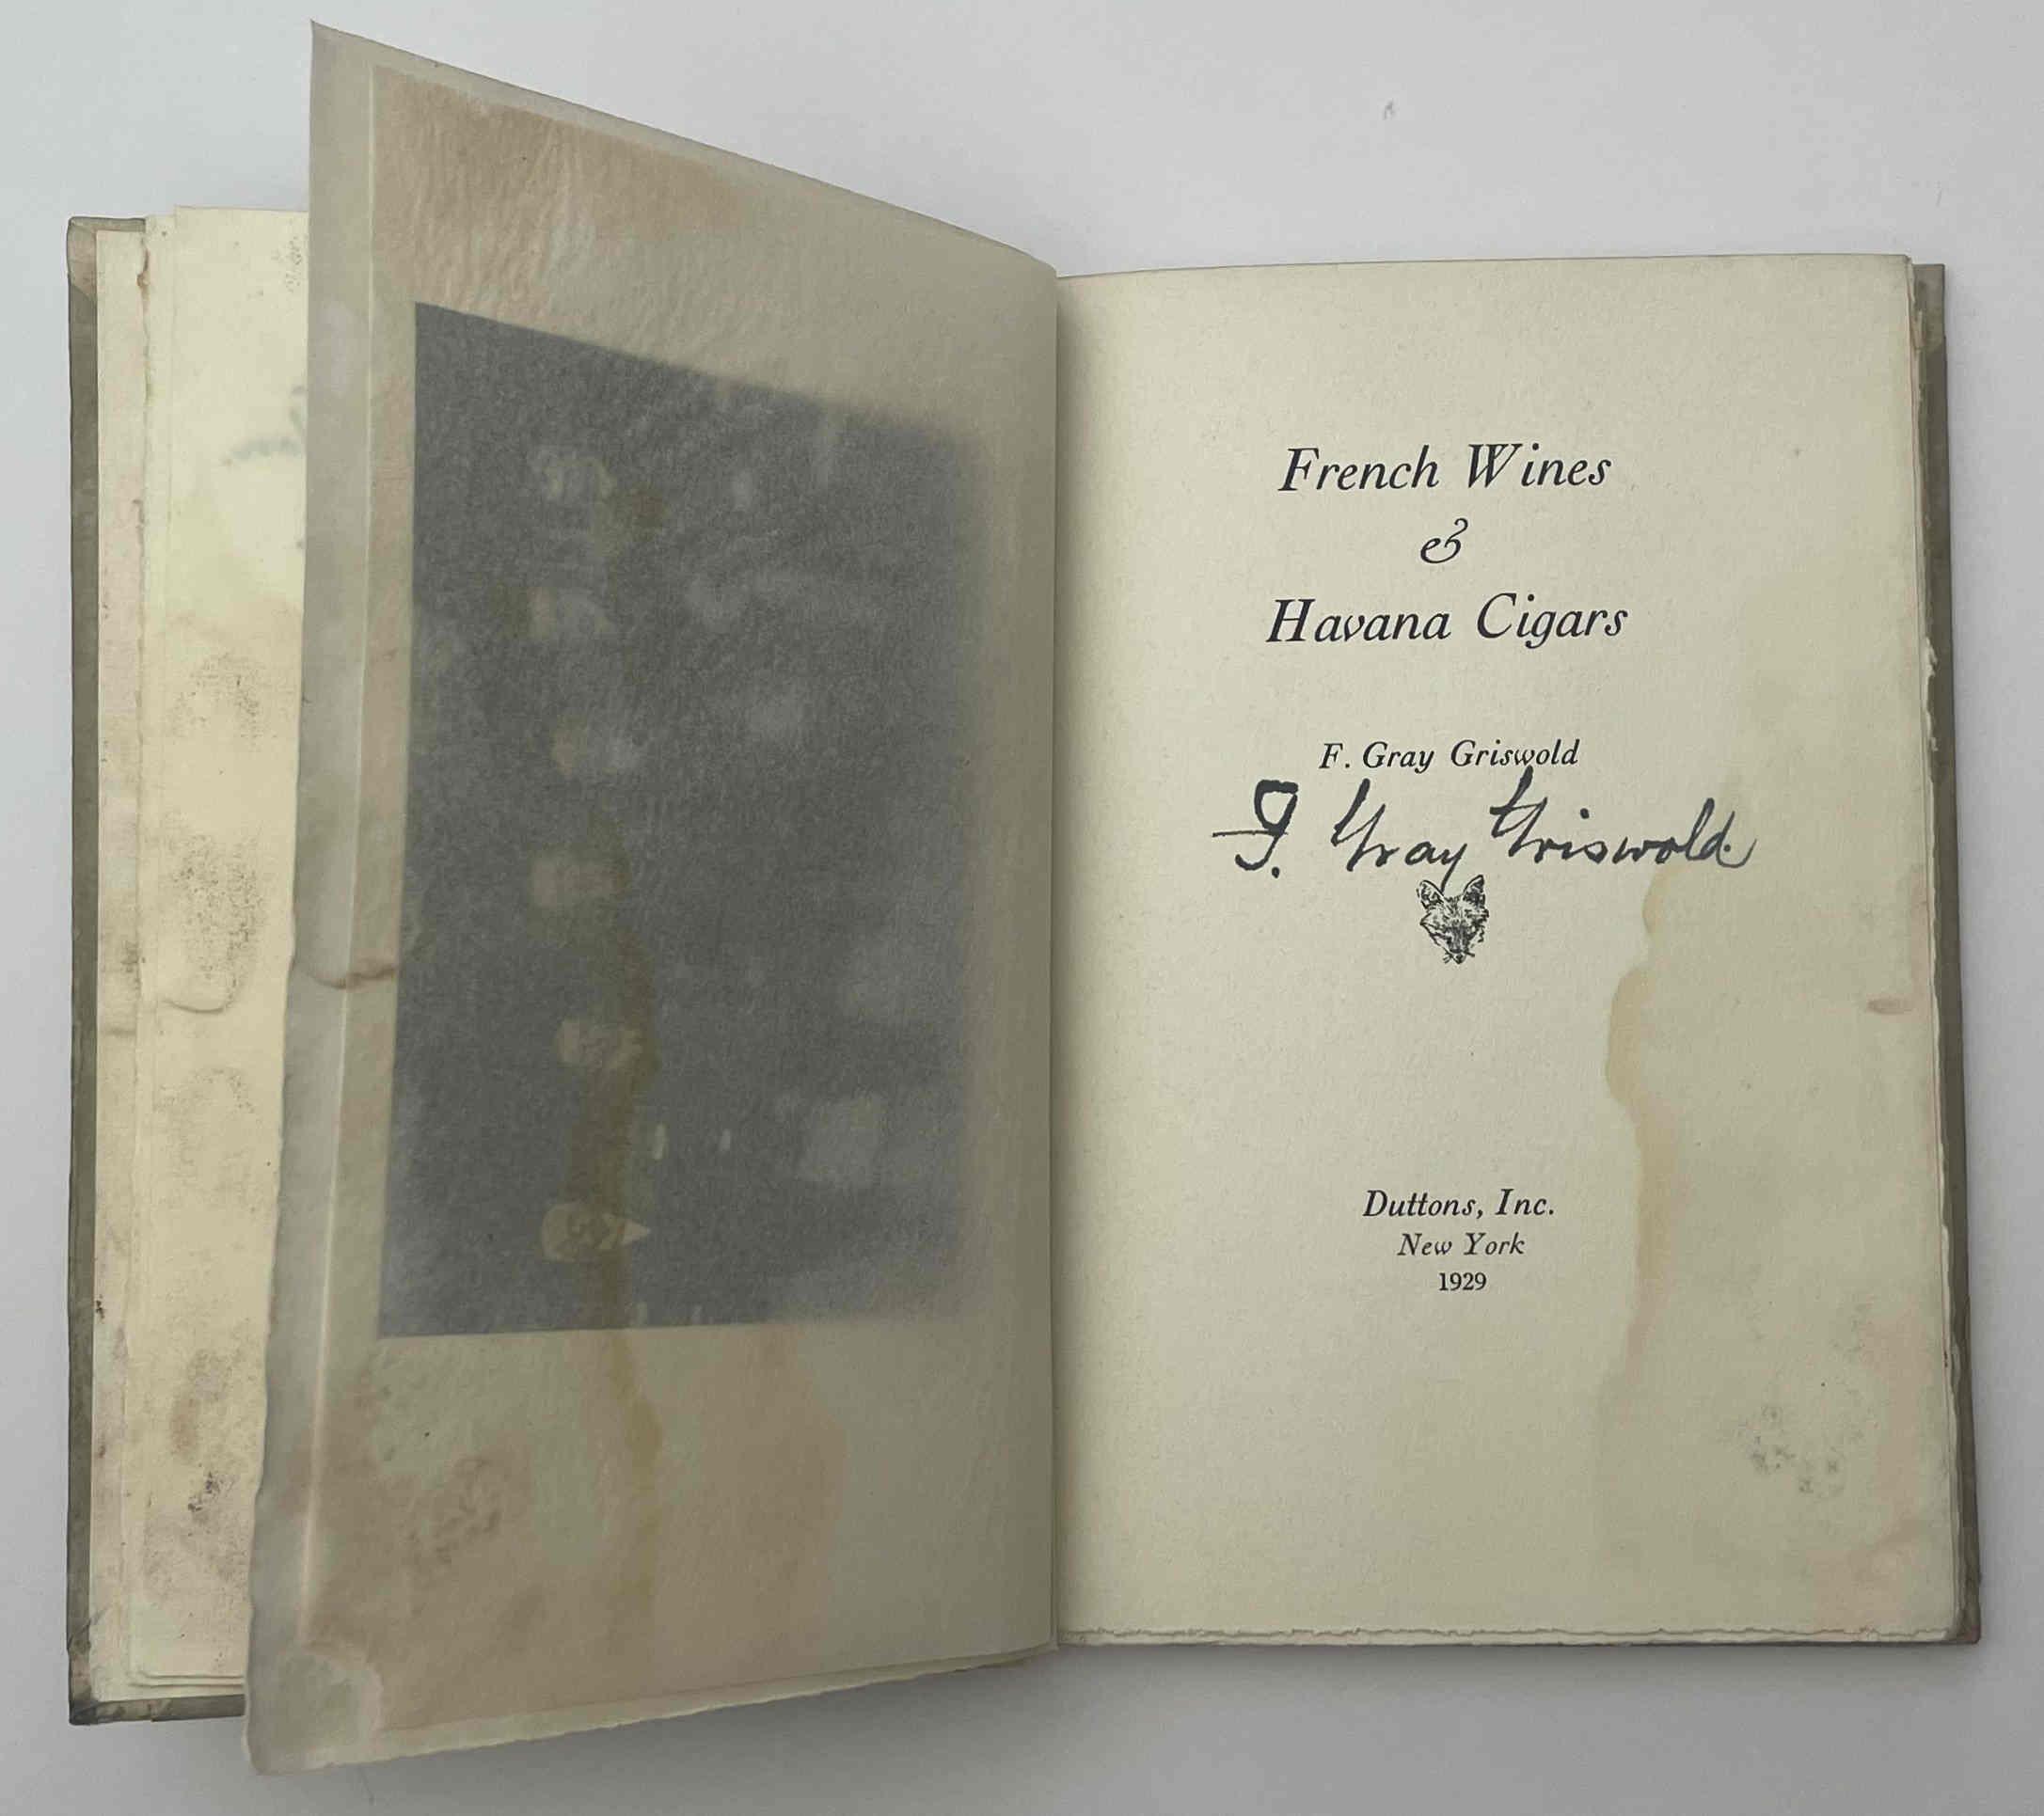 French Wines
&
Havana Cigars
F. Gray Griswold
F. Gray Griswold.
Duttons, Inc.
New York
1929